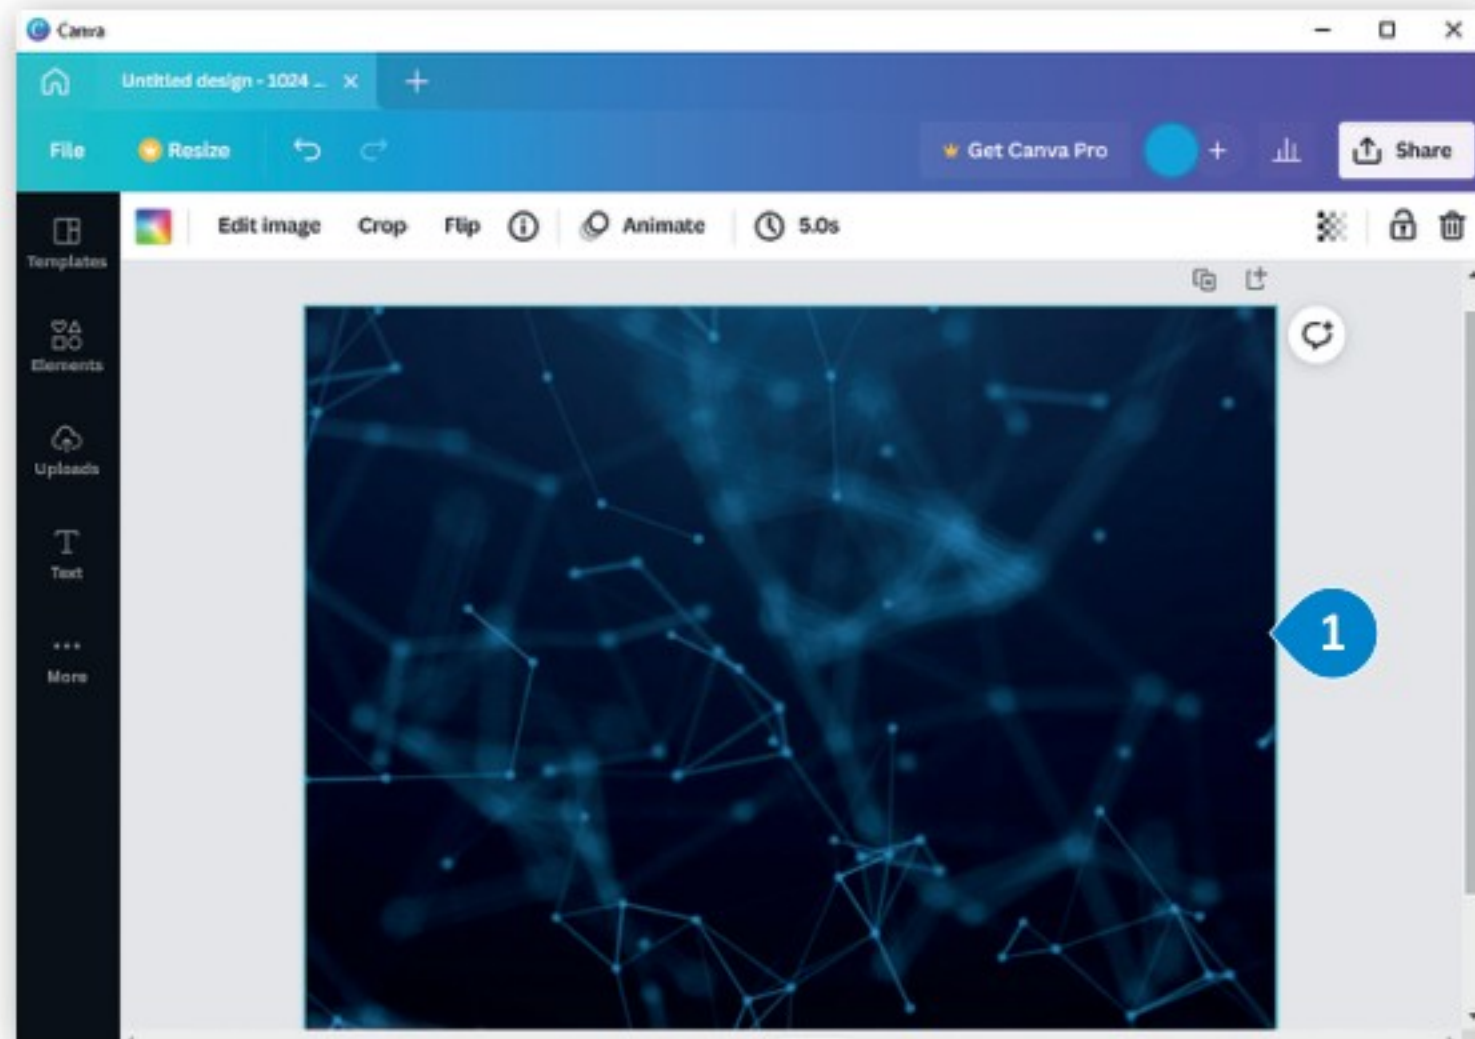 Canva
Untitled design - 1024 ...
File Resize Get Canva Pro Share
Edit image Crop Flip Animate 5.0s
Templates
Elements
Uploads
Text
More
1